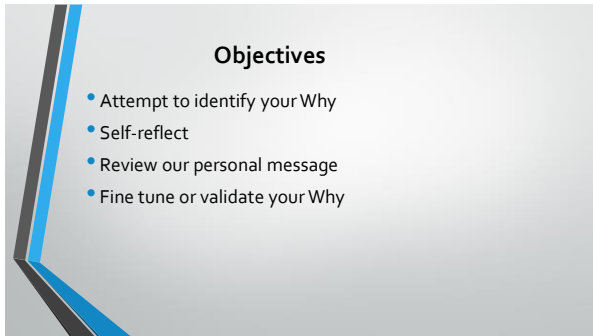 Objectives
• Attempt to identify your Why
• Self-reflect
• Review our personal message
• Fine tune or validate your Why